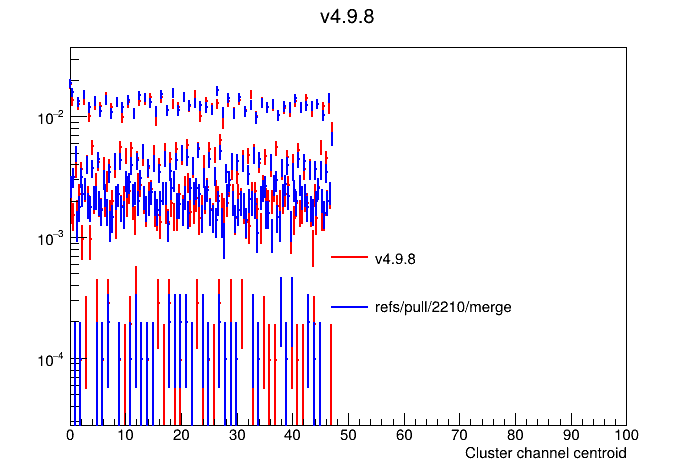 v4.9.8
10^-2
10^-3
10^-4
v4.9.8
refs/pull/2210/merge
0 10 20 30 40 50 60 70 80 90 100
Cluster channel centroid